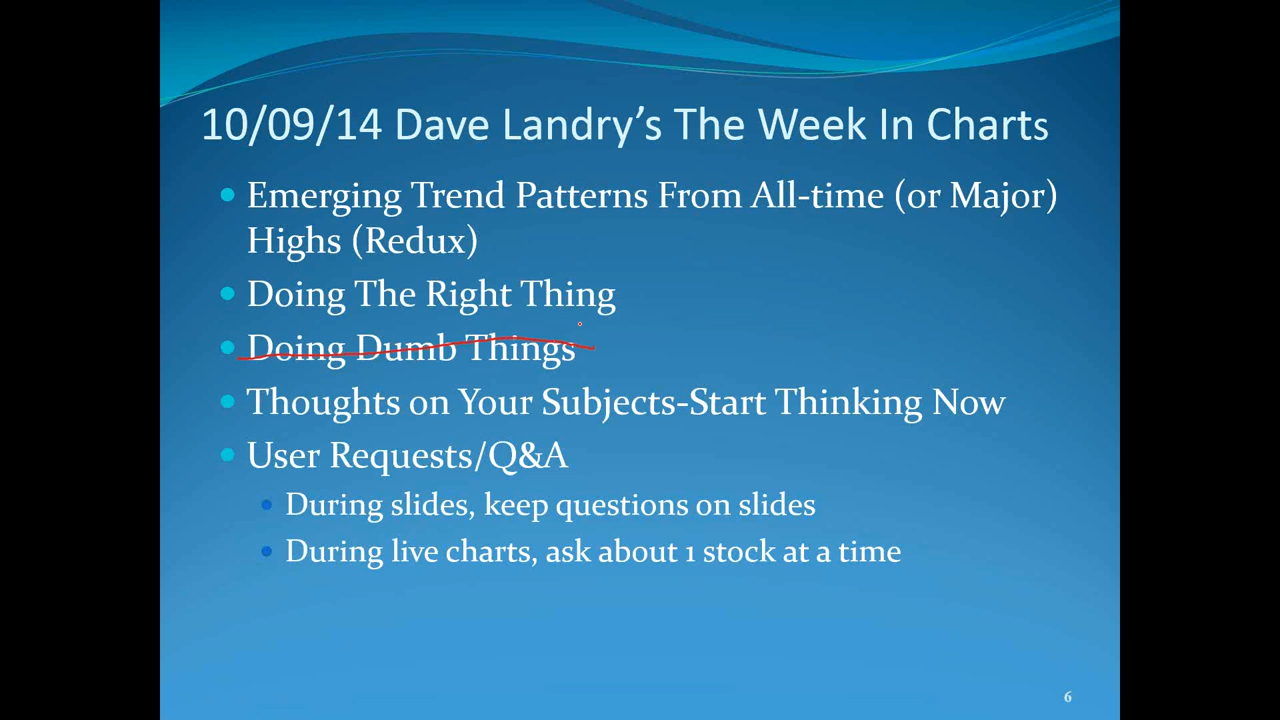 10/09/14 Dave Landry's The Week In Charts
Emerging Trend Patterns From All-time (or Major)
Highs (Redux)
Doing The Right Thing
Doing Dumb Things
Thoughts on Your Subjects-Start Thinking Now
User Requests/Q&A
During slides, keep questions on slides
During live charts, ask about 1 stock at a time
6